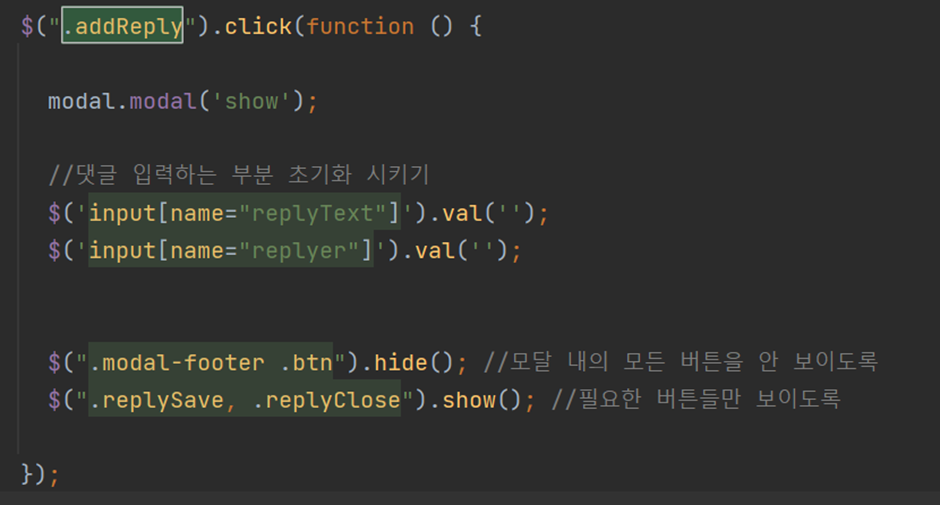 $(".addReply").click(function () {
modal.modal('show');
//댓글 입력하는 부분 초기화 시키기
$('input[name="replyText"]').val('');
$('input[name="replyer"]').val('');
$(".modal-footer .btn").hide(); //모달 내의 모든 버튼을 안 보이도록
$(".replySave, .replyClose").show(); //필요한 버튼들만 보이도록
});